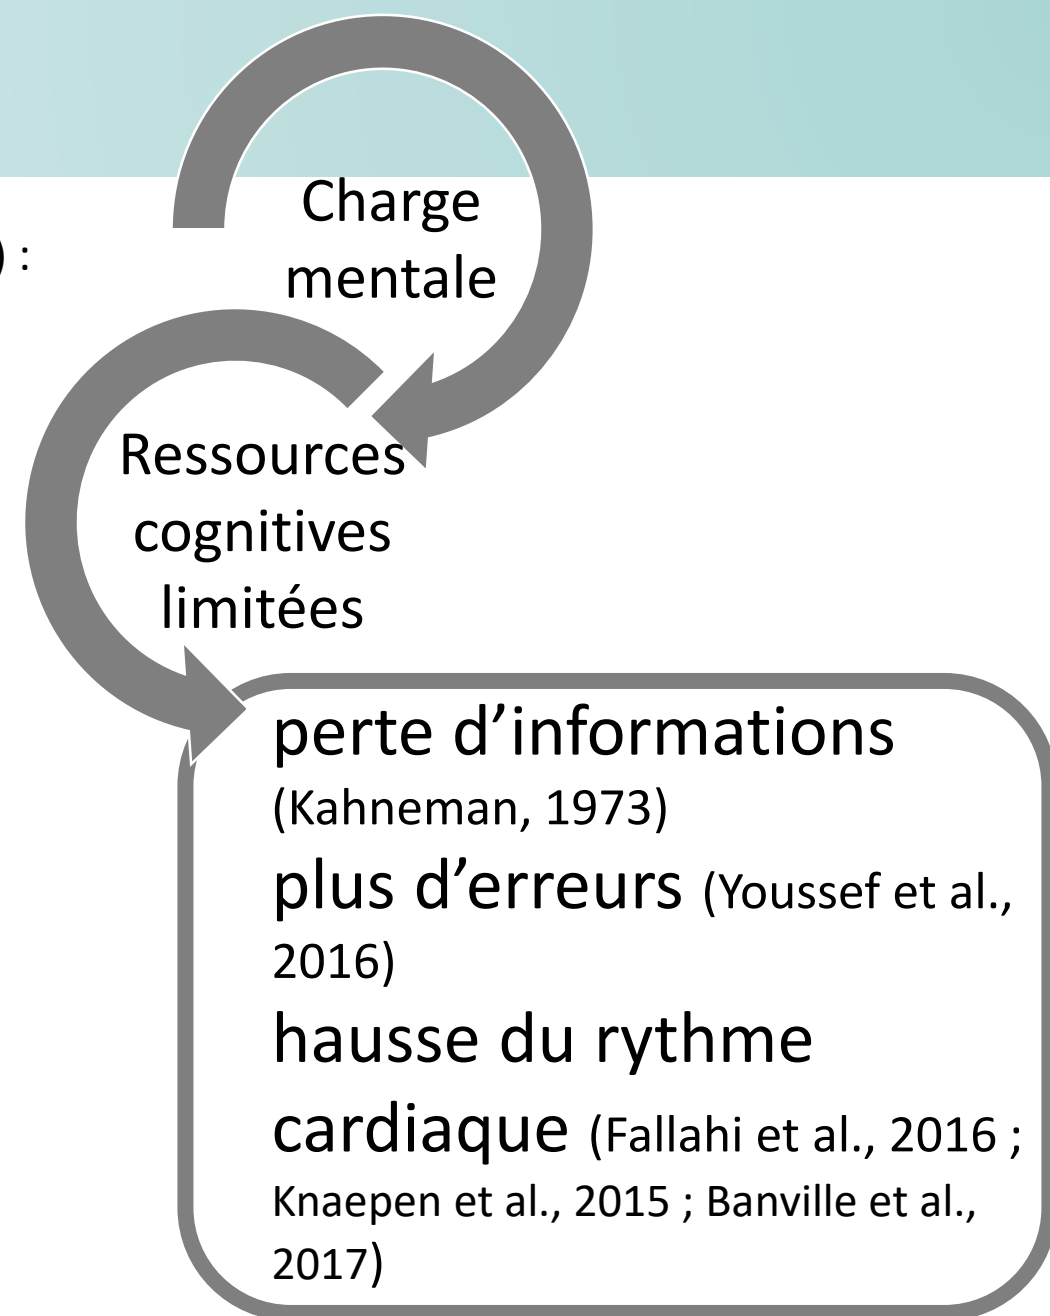 Charge
mentale
) :
Ressources
cognitives
limitées
perte d’informations
(Kahneman, 1973)
plus d’erreurs (Youssef et al.,
2016)
hausse du rythme
cardiaque (Fallahi et al., 2016 ;
Knaepen et al., 2015 ; Banville et al.,
2017)